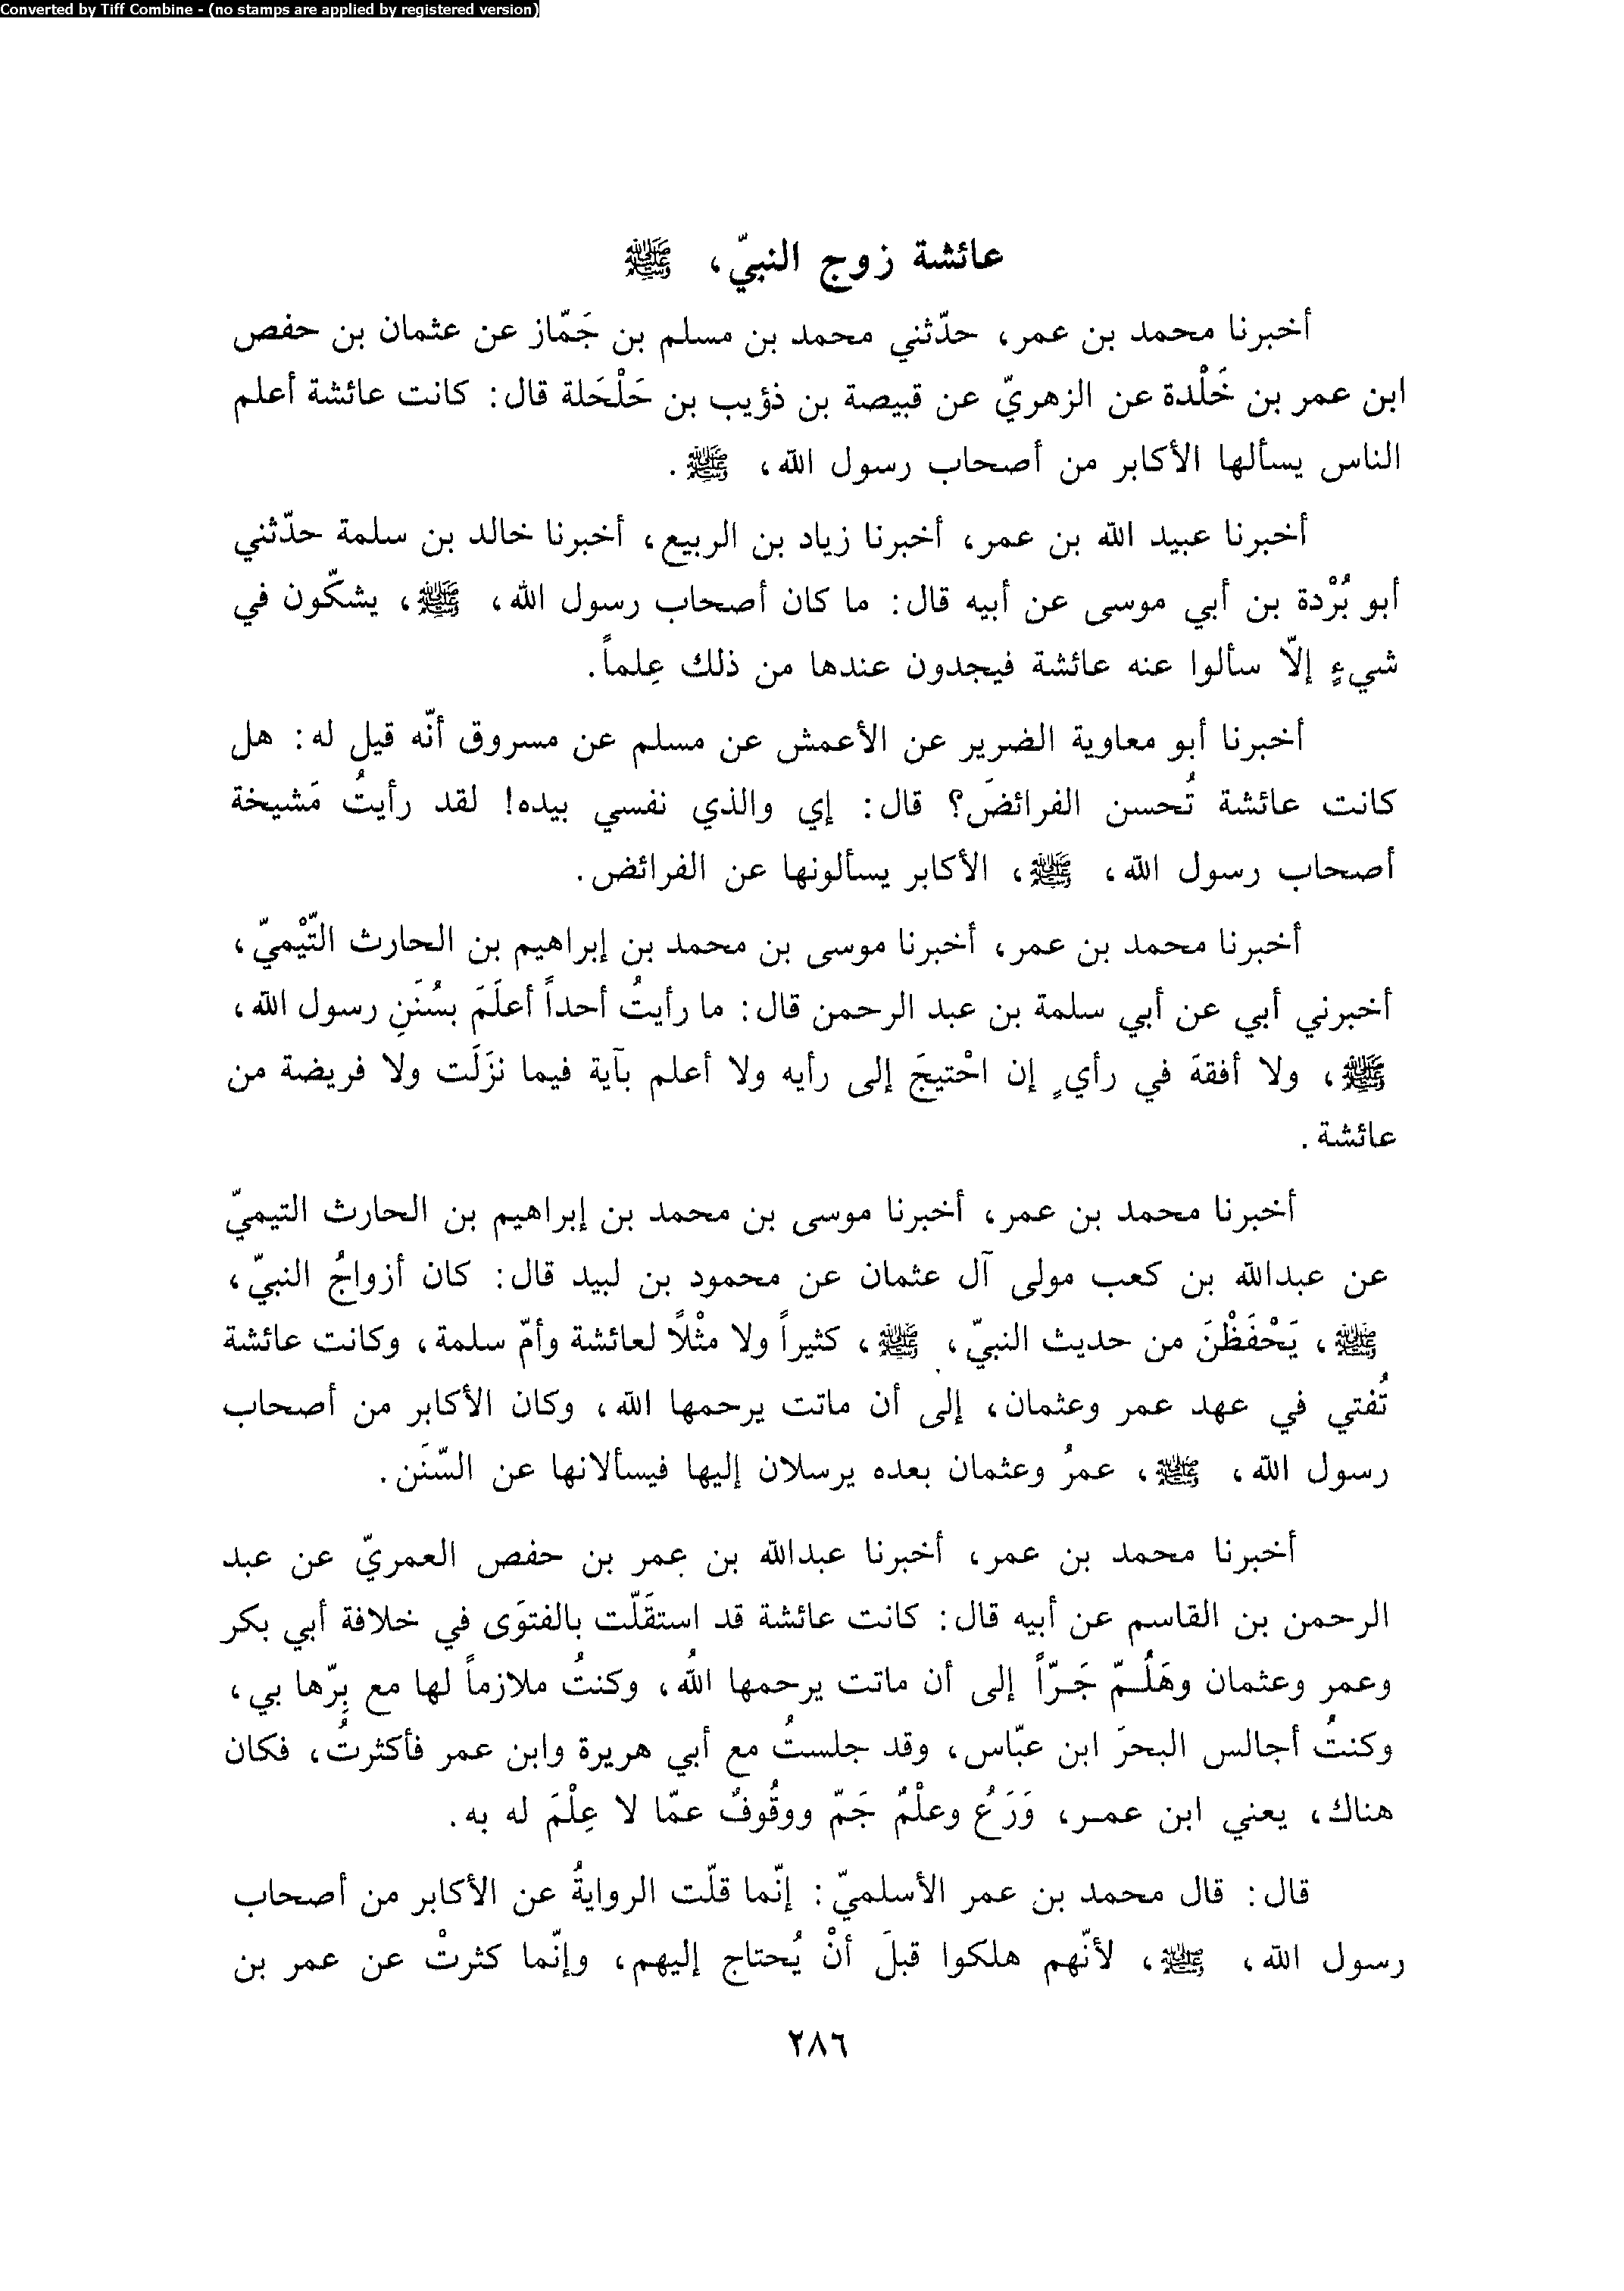 Converted by Tiff Combine - (no stamps are applied by registered version)
عائشة زوج النبيّ، ﷺ
أخبرنا محمد بن عمر، حدّثني محمد بن مسلم بن جَمّاز عن عثمان بن حفص
ابن عمر بن خَلْدة عن الزهريّ عن قبيصة بن ذؤيب بن حَلْحَلة قال: كانت عائشة أعلم
الناس يسألها الأكابر من أصحاب رسول الله، ﷺ.
أخبرنا عبيد الله بن عمر، أخبرنا زياد بن الربيع، أخبرنا خالد بن سلمة حدّثني
أبو بُرْدة بن أبي موسى عن أبيه قال: ما كان أصحاب رسول الله، ﷺ، يشكّون في
شيءٍ إلاّ سألوا عنه عائشة فيجدون عندها من ذلك عِلماً.
أخبرنا أبو معاوية الضرير عن الأعمش عن مسلم عن مسروق أنّه قيل له: هل
كانت عائشة تُحسن الفرائضَ؟ قال: إي والذي نفسي بيده! لقد رأيتُ مَشيخة
أصحاب رسول الله، ﷺ، الأكابر يسألونها عن الفرائض.
أخبرنا محمد بن عمر، أخبرنا موسى بن محمد بن إبراهيم بن الحارث التّيْميّ،
أخبرني أبي عن أبي سلمة بن عبد الرحمن قال: ما رأيتُ أحداً أعلَمَ بسُنَنِ رسول الله،
ﷺ، ولا أفقهَ في رأيٍ إن احْتيجَ إلى رأيه ولا أعلم بآية فيما نزَلَت ولا فريضة من
عائشة.
أخبرنا محمد بن عمر، أخبرنا موسى بن محمد بن إبراهيم بن الحارث التيميّ
عن عبدالله بن كعب مولى آل عثمان عن محمود بن لبيد قال: كان أزواجُ النبيّ،
ﷺ، يَحْفَظْنَ من حديث النبيّ، ﷺ، كثيراً ولا مثْلاً لعائشة وأمّ سلمة، وكانت عائشة
تُفتي في عهد عمر وعثمان، إلى أن ماتت يرحمها الله، وكان الأكابر من أصحاب
رسول الله، ﷺ، عمرُ وعثمان بعده يرسلان إليها فيسألانها عن السّنَن.
أخبرنا محمد بن عمر، أخبرنا عبدالله بن عمر بن حفص العمريّ عن عبد
الرحمن بن القاسم عن أبيه قال: كانت عائشة قد استقَلّت بالفتوَى في خلافة أبي بكر
وعمر وعثمان وهَلُـمّ جَـرّاً إلى أن ماتت يرحمها اللهُ، وكنتُ ملازماً لها مع بِرّها بي،
وكنتُ أجالس البحرَ ابن عبّاس، وقد جلستُ مع أبي هريرة وابن عمر فأكثرتُ، فكان
هناك، يعني ابن عمـر، وَرَعُ وعلْمٌ جَمّ ووقُوفٌ عمّا لا عِلْمَ له به.
قال: قال محمد بن عمر الأسلميّ: إنّما قلّت الروايةُ عن الأكابر من أصحاب
رسول الله، ﷺ، لأنّهم هلكوا قبلَ أنْ يُحتاج إليهم، وإنّما كثرتْ عن عمر بن
٢٨٦